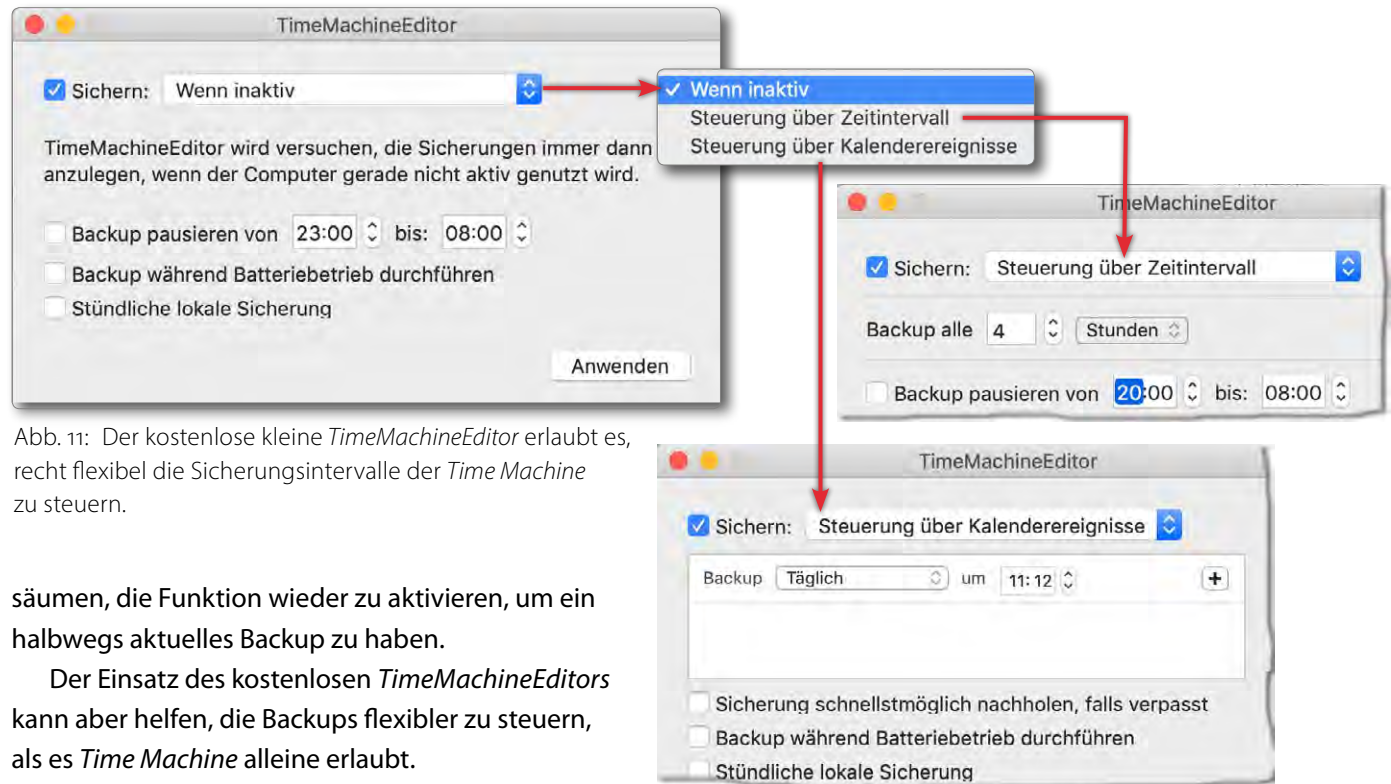 TimeMachineEditor
Sichern: Wenn inaktiv
TimeMachineEditor wird versuchen, die Sicherungen immer dann
anzulegen, wenn der Computer gerade nicht aktiv genutzt wird.
Backup pausieren von 23:00 bis: 08:00
Backup während Batteriebetrieb durchführen
Stündliche lokale Sicherung
Anwenden
Wenn inaktiv
Steuerung über Zeitintervall
Steuerung über Kalenderereignisse
TimeMachineEditor
Sichern: Steuerung über Zeitintervall
Backup alle 4 Stunden
Backup pausieren von 20:00 bis: 08:00
Abb. 11: Der kostenlose kleine TimeMachineEditor erlaubt es,
recht flexibel die Sicherungsintervalle der Time Machine
zu steuern.
TimeMachineEditor
Sichern: Steuerung über Kalenderereignisse
Backup Täglich um 11:12 +
Sicherung schnellstmöglich nachholen, falls verpasst
Backup während Batteriebetrieb durchführen
Stündliche lokale Sicherung
säumen, die Funktion wieder zu aktivieren, um ein
halbwegs aktuelles Backup zu haben.
Der Einsatz des kostenlosen TimeMachineEditors
kann aber helfen, die Backups flexibler zu steuern,
als es Time Machine alleine erlaubt.